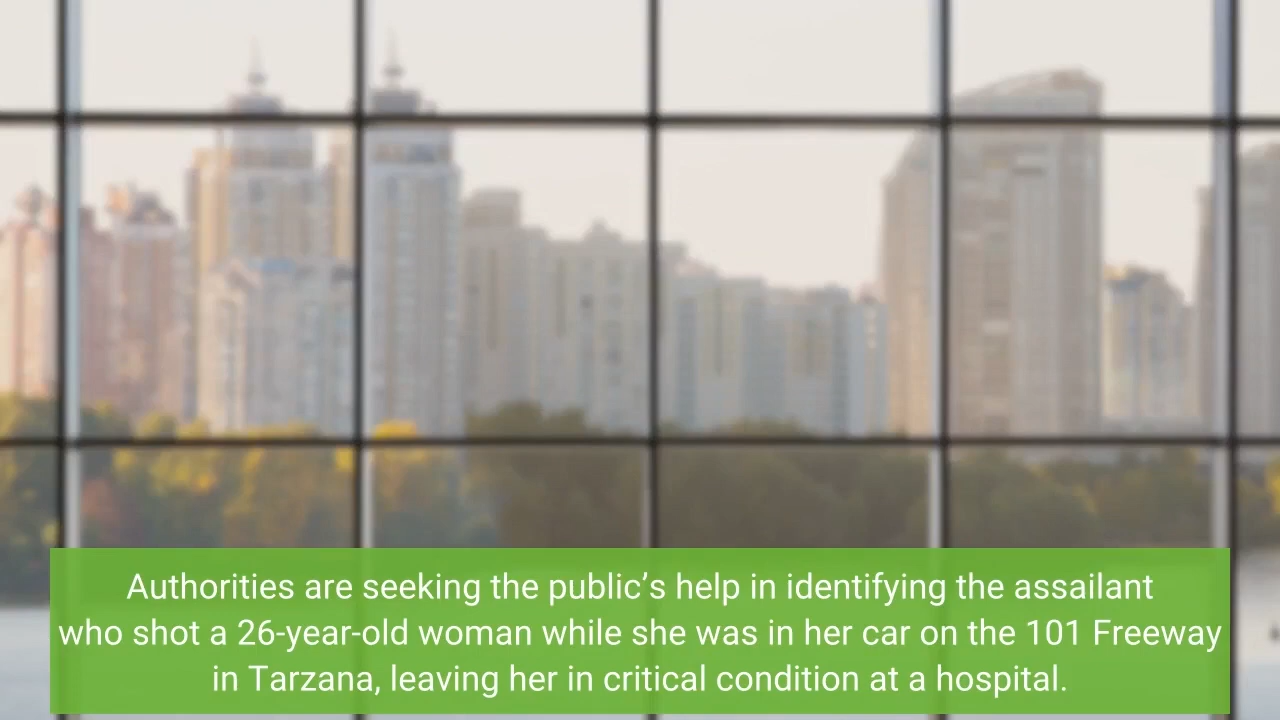 Authorities are seeking the public’s help in identifying the assailant
who shot a 26-year-old woman while she was in her car on the 101 Freeway
in Tarzana, leaving her in critical condition at a hospital.